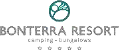 BONTERRA RESORT
camping - bungalows